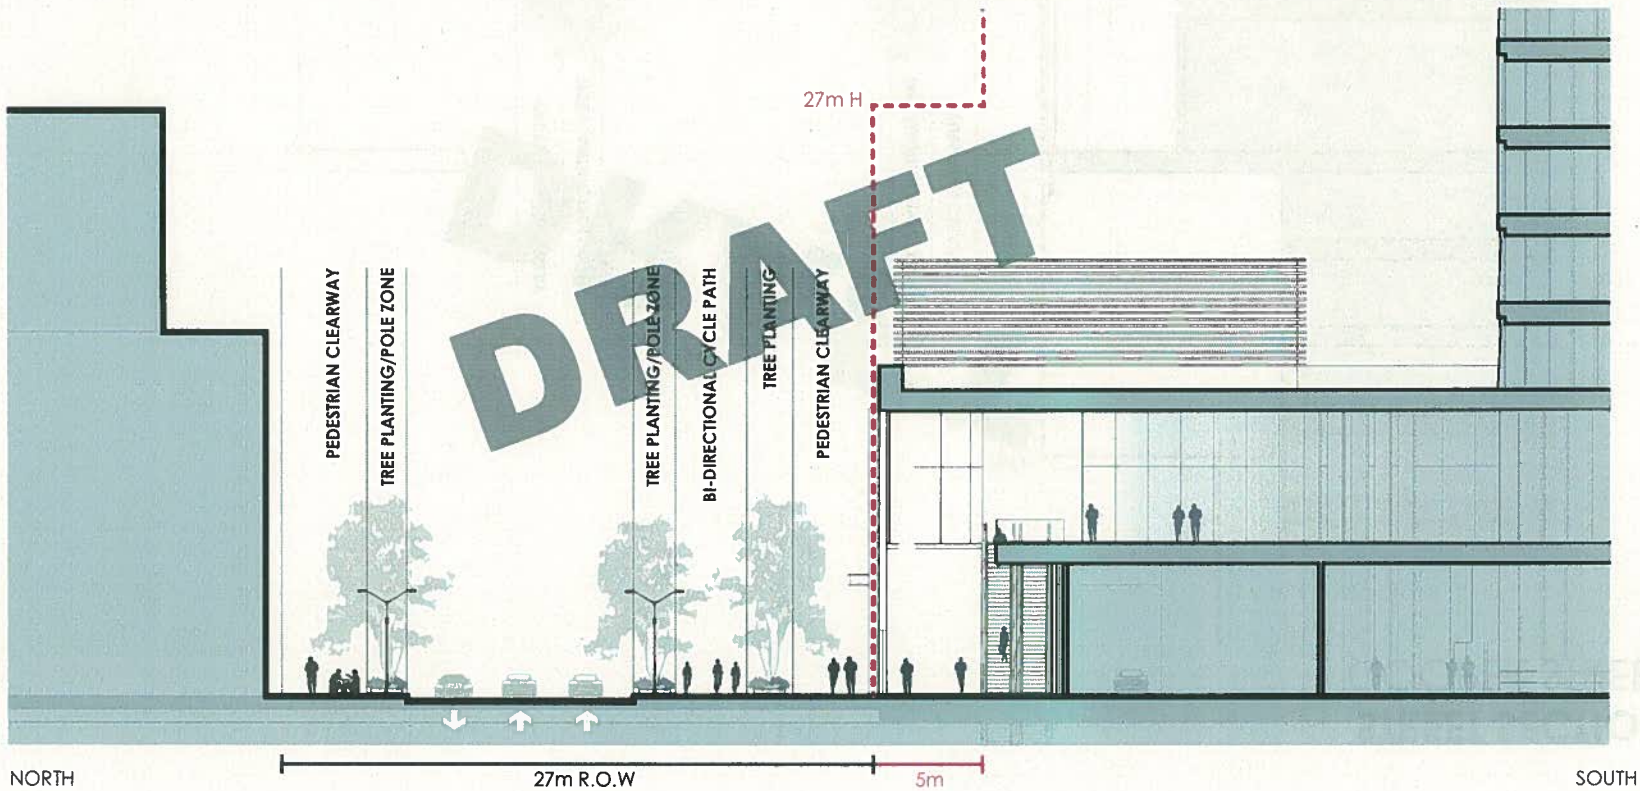 27m H
DRAFT
PEDESTRIAN CLEARWAY
TREE PLANTING/POLE ZONE
TREE PLANTING/POLE ZONE
BI-DIRECTIONAL CYCLE PATH
TREE PLANTING
PEDESTRIAN CLEARWAY
NORTH
27m R.O.W
5m
SOUTH